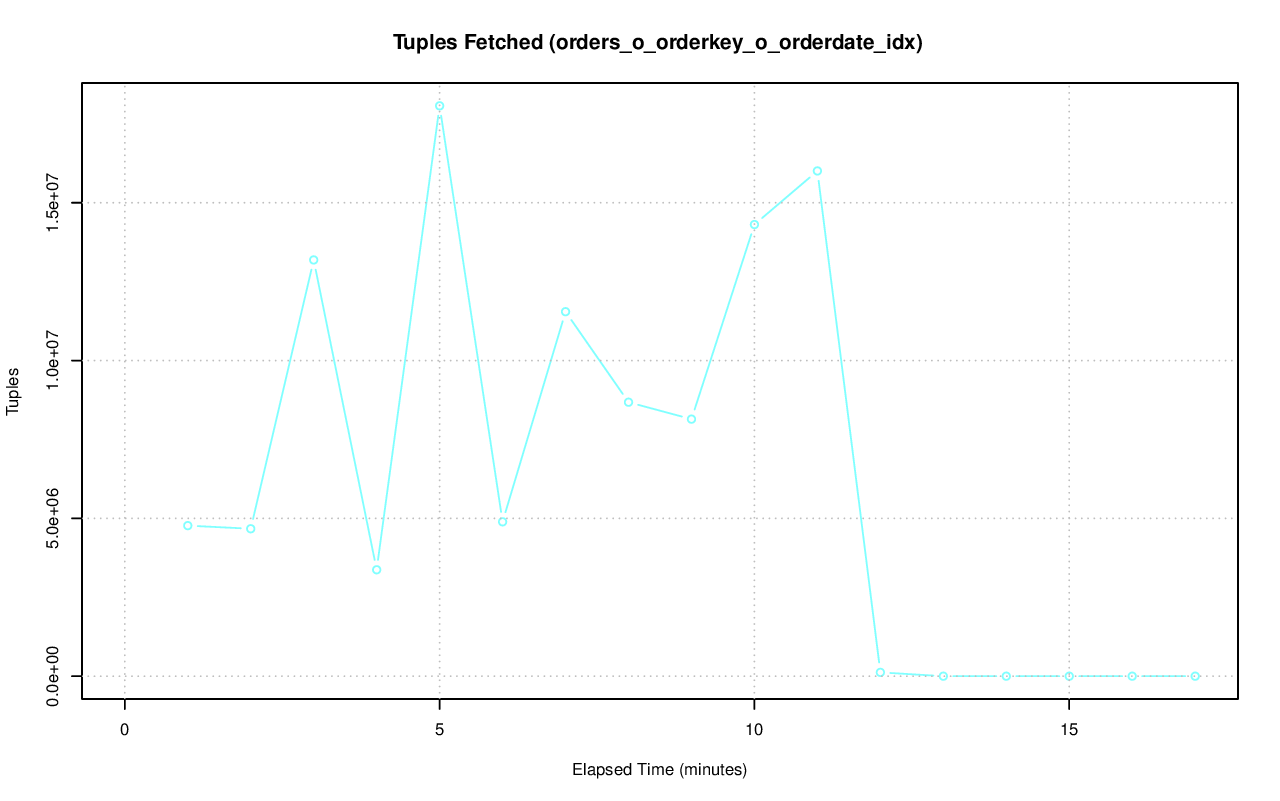 Tuples Fetched (orders_o_orderkey_o_orderdate_idx)
1.5e+07
1.0e+07
5.0e+06
0.0e+00
Tuples
0 5 10 15
Elapsed Time (minutes)